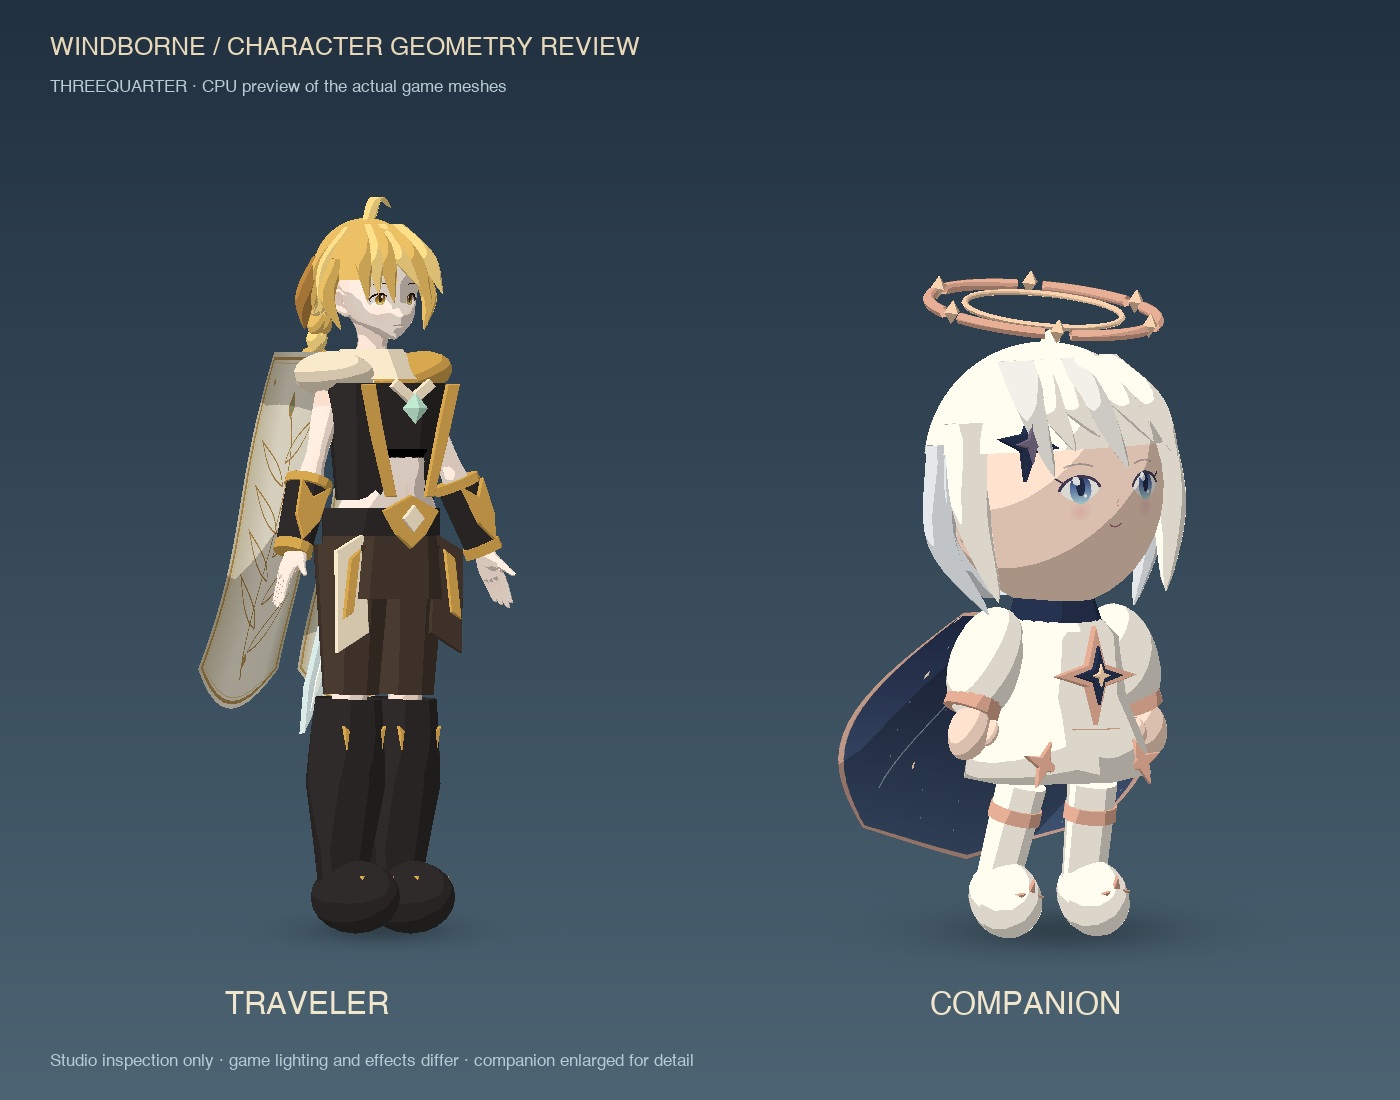 WINDBORNE / CHARACTER GEOMETRY REVIEW
THREEQUARTER · CPU preview of the actual game meshes
TRAVELER
COMPANION
Studio inspection only · game lighting and effects differ · companion enlarged for detail